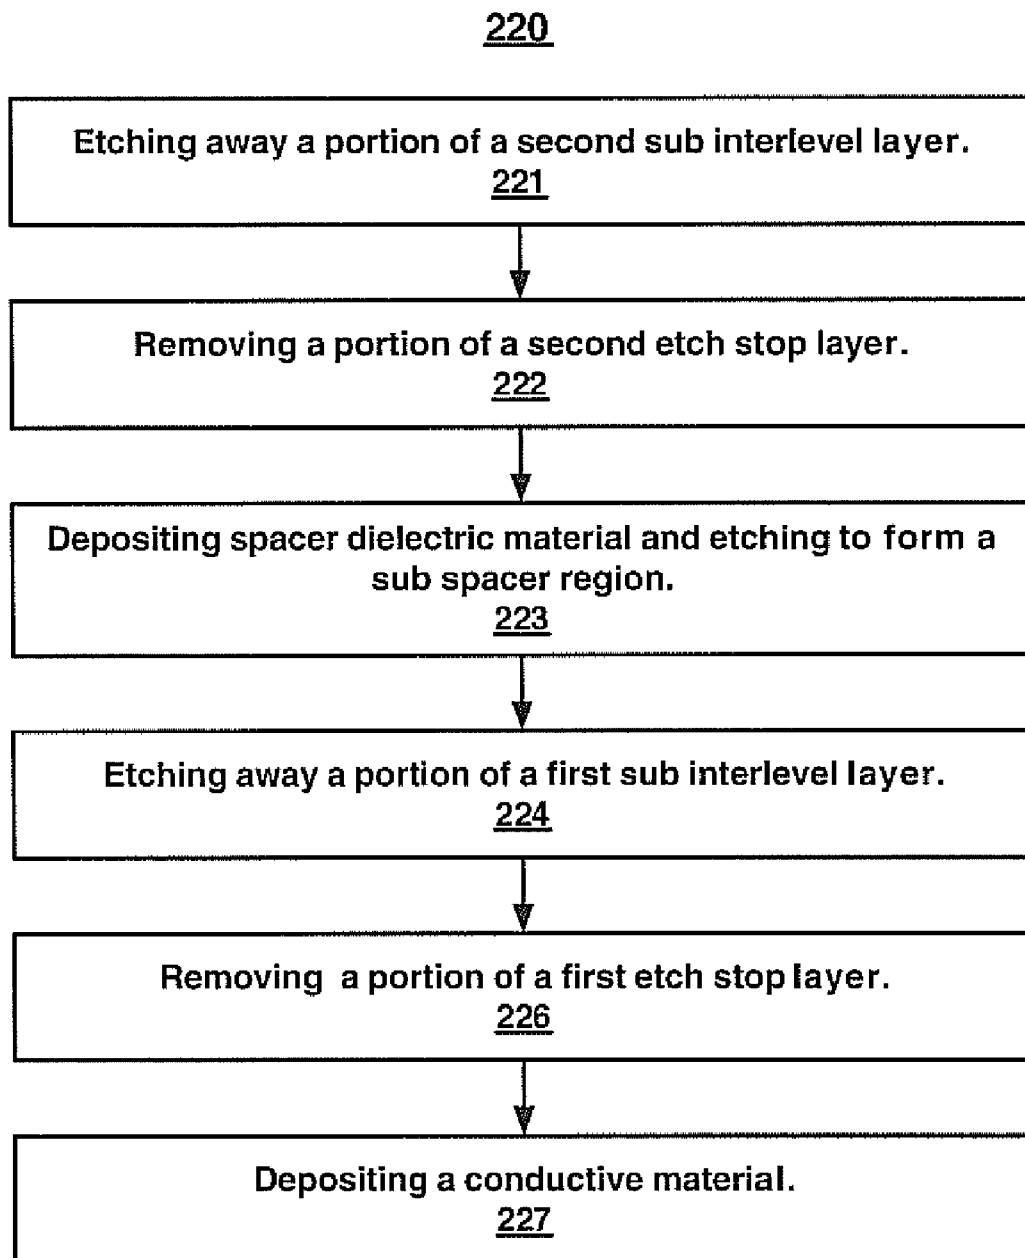 220
Etching away a portion of a second sub interlevel layer.
221
Removing a portion of a second etch stop layer.
222
Depositing spacer dielectric material and etching to form a
sub spacer region.
223
Etching away a portion of a first sub interlevel layer.
224
Removing a portion of a first etch stop layer.
226
Depositing a conductive material.
227